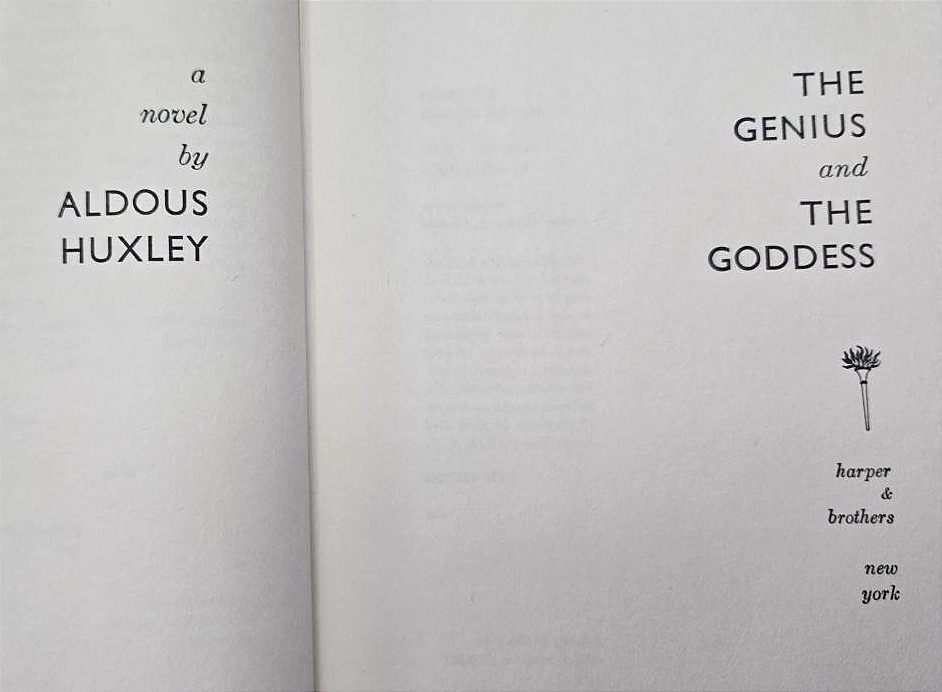 a
novel
by
ALDOUS
HUXLEY
THE
GENIUS
and
THE
GODDESS
harper
&
brothers
new
york